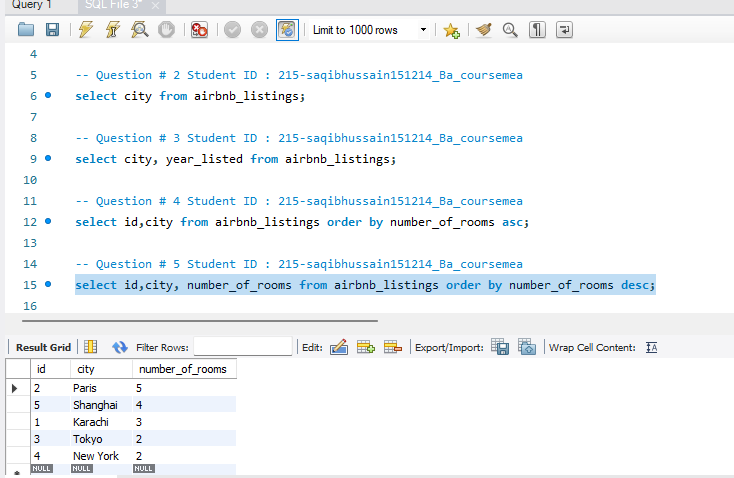 Query 1 SQL File 3* ×
Limit to 1000 rows
4
5 -- Question # 2 Student ID : 215-saqibhussain151214_Ba_coursemea
6 select city from airbnb_listings;
7
8 -- Question # 3 Student ID : 215-saqibhussain151214_Ba_coursemea
9 select city, year_listed from airbnb_listings;
10
11 -- Question # 4 Student ID : 215-saqibhussain151214_Ba_coursemea
12 select id,city from airbnb_listings order by number_of_rooms asc;
13
14 -- Question # 5 Student ID : 215-saqibhussain151214_Ba_coursemea
15 select id,city, number_of_rooms from airbnb_listings order by number_of_rooms desc;
16
Result Grid Filter Rows: Edit: Export/Import: Wrap Cell Content: IA
id city number_of_rooms
2 Paris 5
5 Shanghai 4
1 Karachi 3
3 Tokyo 2
4 New York 2
NULL NULL NULL